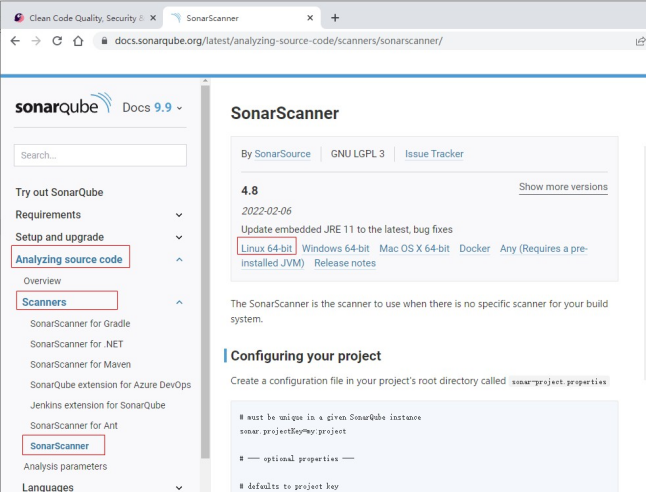 Clean Code Quality, Security &
SonarScanner
docs.sonarqube.org/latest/analyzing-source-code/scanners/sonarscanner/
sonarqube Docs 9.9
Search...
Try out SonarQube
Requirements
Setup and upgrade
Analyzing source code
Overview
Scanners
SonarScanner for Gradle
SonarScanner for .NET
SonarScanner for Maven
SonarQube extension for Azure DevOps
Jenkins extension for SonarQube
SonarScanner for Ant
SonarScanner
Analysis parameters
Languages
SonarScanner
By SonarSource GNU LGPL 3 Issue Tracker
4.8 Show more versions
2022-02-06
Update embedded JRE 11 to the latest, bug fixes
Linux 64-bit Windows 64-bit Mac OS X 64-bit Docker Any (Requires a pre-
installed JVM) Release notes
The SonarScanner is the scanner to use when there is no specific scanner for your build
system.
Configuring your project
Create a configuration file in your project's root directory called sonar-project.properties
# must be unique in a given SonarQube instance
sonar.projectKey=my:project
# --- optional properties ---
# defaults to project key